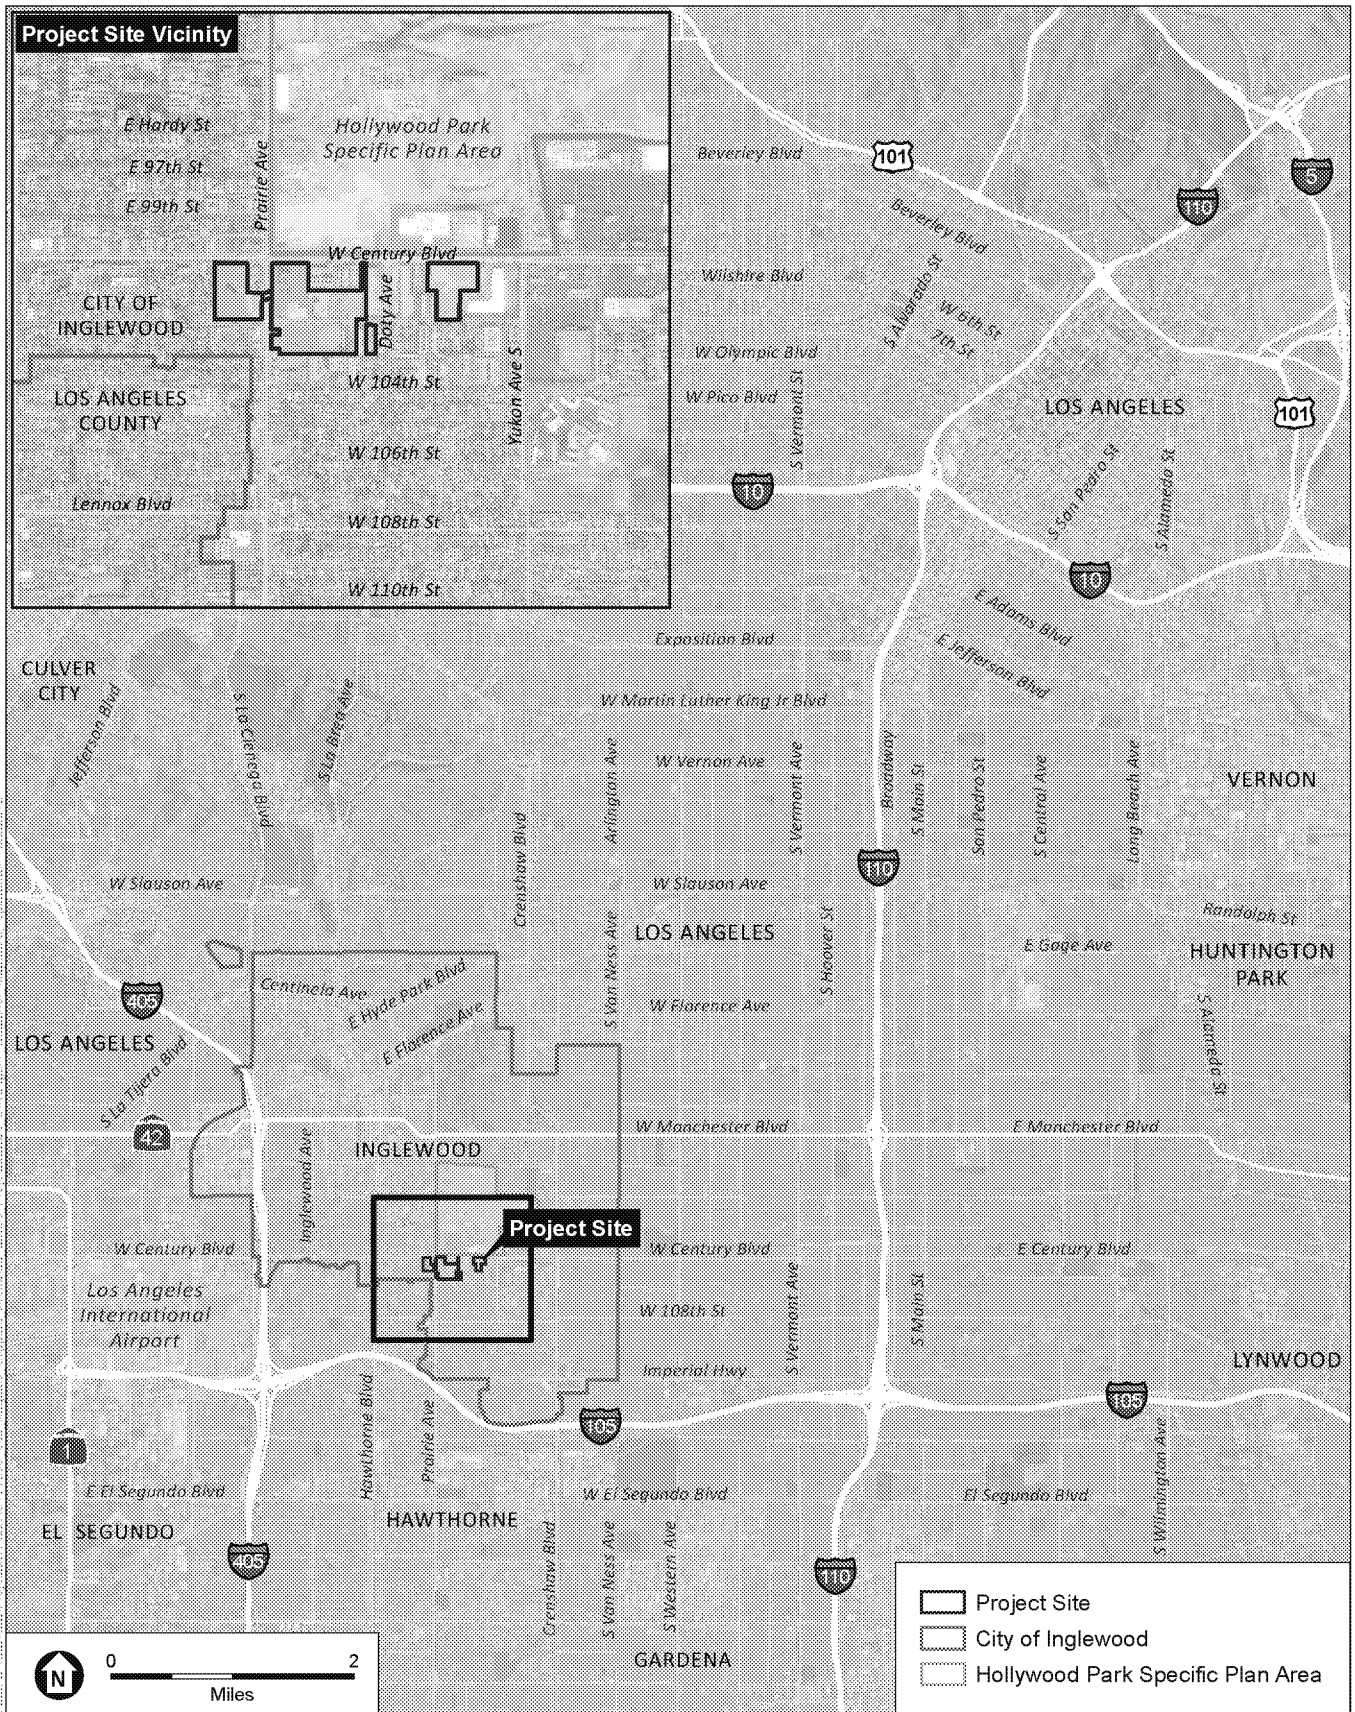 Project Site Vicinity
E Hardy St
E 97th St
E 99th St
Prairie Ave
Hollywood Park
Specific Plan Area
W Century Blvd
CITY OF
INGLEWOOD
Doty Ave
LOS ANGELES
COUNTY
W 104th St
Yukon Ave S
W 106th St
Lennox Blvd
W 108th St
W 110th St
Beverley Blvd
101
5
110
Beverley Blvd
Wilshire Blvd
S Alvarado St
W 6th St
7th St
W Olympic Blvd
W Pico Blvd
S Vermont St
LOS ANGELES
101
10
S San Pedro St
S Alameda St
10
E Adams Blvd
Exposition Blvd
E Jefferson Blvd
CULVER
CITY
Jefferson Blvd
S La Cienega Blvd
S La Brea Ave
W Martin Luther King Jr Blvd
W Vernon Ave
Arlington Ave
S Vermont Ave
Broadway
S Main St
San Pedro St
S Central Ave
Long Beach Ave
VERNON
Crenshaw Blvd
110
W Slauson Ave
W Slauson Ave
Randolph St
S Van Ness Ave
LOS ANGELES
S Hoover St
E Gage Ave
HUNTINGTON
PARK
Centinela Ave
E Hyde Park Blvd
E Florence Ave
W Florence Ave
405
LOS ANGELES
S La Tijera Blvd
S Alameda St
42
W Manchester Blvd
E Manchester Blvd
INGLEWOOD
Inglewood Ave
Project Site
W Century Blvd
W Century Blvd
E Century Blvd
Los Angeles
International
Airport
W 108th St
S Vermont Ave
S Main St
Imperial Hwy
LYNWOOD
Hawthorne Blvd
Prairie Ave
105
105
1
E El Segundo Blvd
W El Segundo Blvd
El Segundo Blvd
S Wilmington Ave
EL SEGUNDO
HAWTHORNE
405
Crenshaw Blvd
S Van Ness Ave
S Western Ave
110
GARDENA
N
0
2
Miles
Project Site
City of Inglewood
Hollywood Park Specific Plan Area